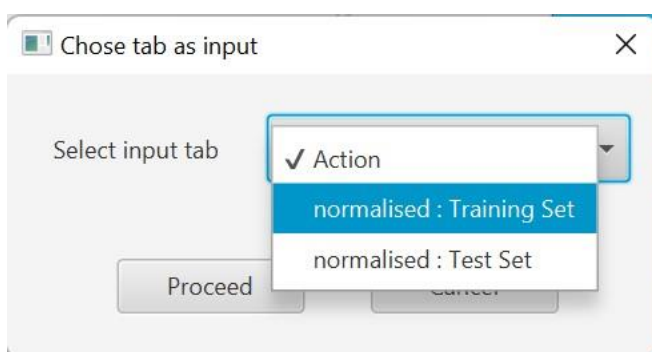 Chose tab as input
Select input tab
✓ Action
normalised : Training Set
normalised : Test Set
Proceed